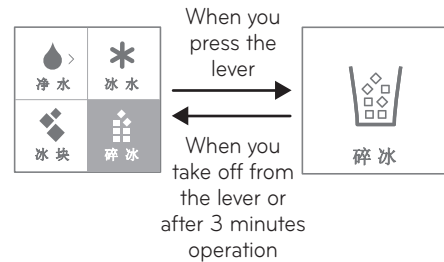 When you
press the
lever
净水
冰水
冰块
碎冰
When you
take off from
the lever or
after 3 minutes
operation
碎冰